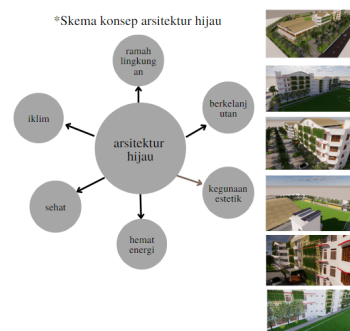 *Skema konsep arsitektur hijau
ramah
lingkung
an
berkelanj
utan
iklim
arsitektur
hijau
kegunaan
estetik
sehat
hemat
energi